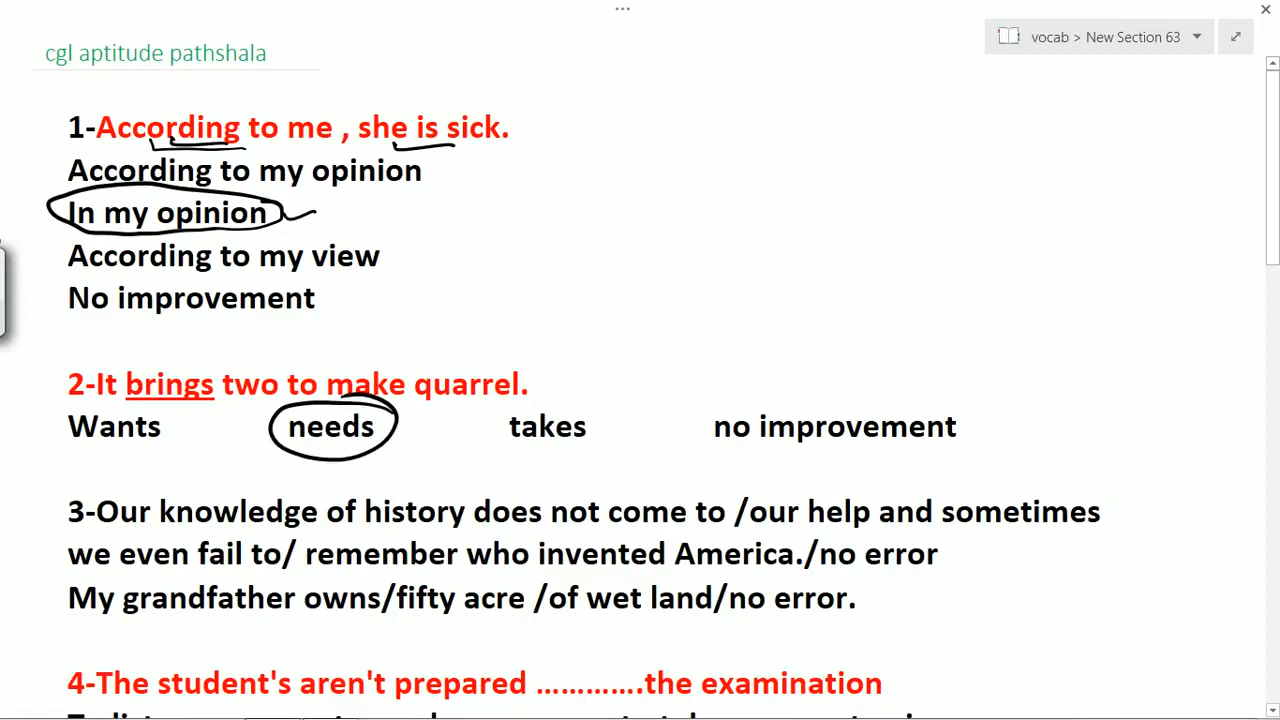 ...
vocab > New Section 63
cgl aptitude pathshala
1-According to me , she is sick.
According to my opinion
In my opinion
According to my view
No improvement
2-It brings two to make quarrel.
Wants needs takes no improvement
3-Our knowledge of history does not come to /our help and sometimes
we even fail to/ remember who invented America./no error
My grandfather owns/fifty acre /of wet land/no error.
4-The student's aren't prepared ………….the examination